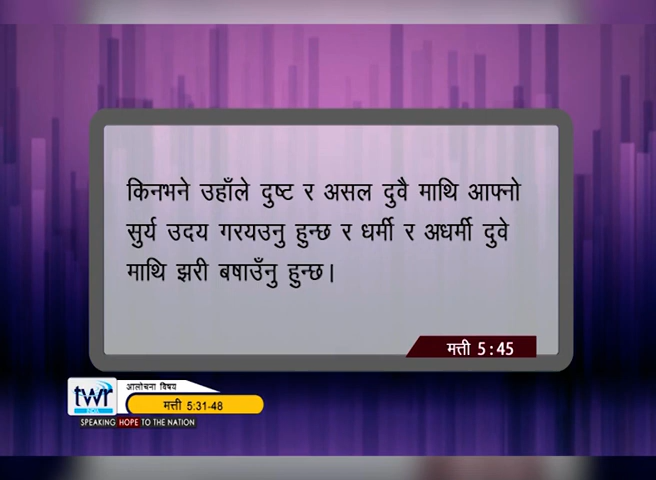 किनभने उहाँले दुष्ट र असल दुवै माथि आफ्नो
सुर्य उदय गरयउनु हुन्छ र धर्मी र अधर्मी दुवे
माथि झरी बषाउँनु हुन्छ।
मत्ती 5:45
twr
आलोचना विषय
मत्ती 5:31-48
SPEAKING HOPE TO THE NATION